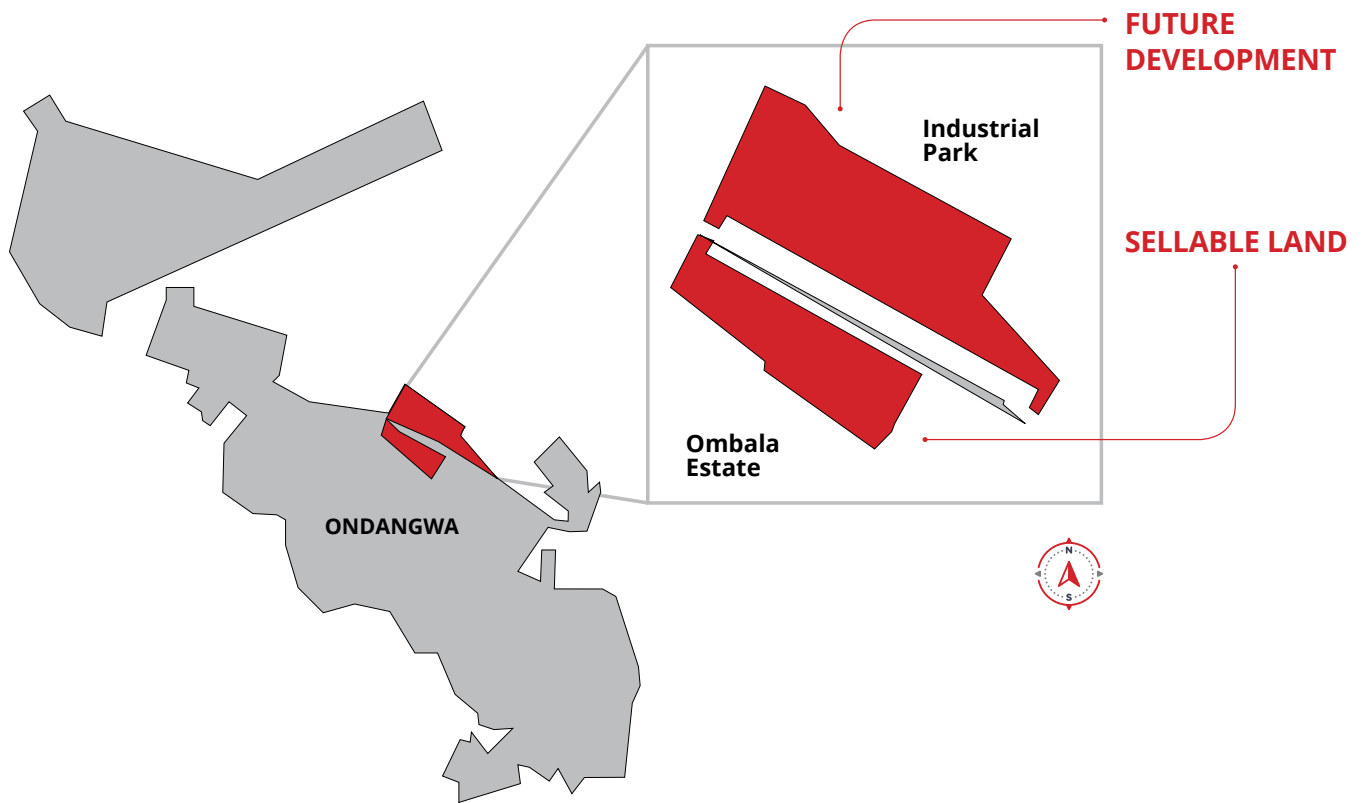 FUTURE
DEVELOPMENT
Industrial
Park
SELLABLE LAND
Ombala
Estate
ONDANGWA
N
S